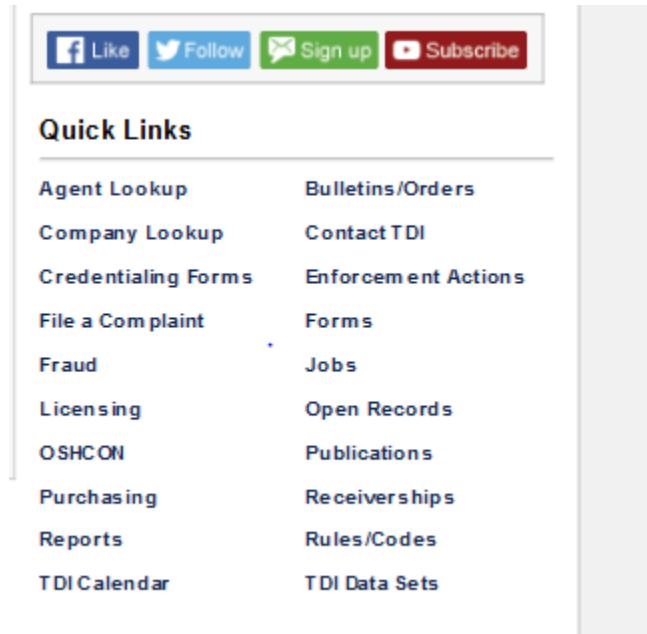 Like Follow Sign up Subscribe
Quick Links
Agent Lookup Bulletins/Orders
Company Lookup Contact TDI
Credentialing Forms Enforcement Actions
File a Complaint Forms
Fraud Jobs
Licensing Open Records
OSHCON Publications
Purchasing Receiverships
Reports Rules/Codes
TDI Calendar TDI Data Sets